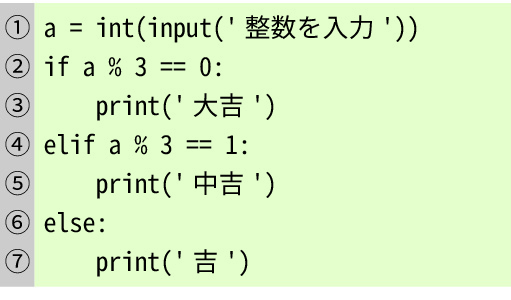 ① a = int(input('整数を入力'))
② if a % 3 == 0:
③     print('大吉')
④ elif a % 3 == 1:
⑤     print('中吉')
⑥ else:
⑦     print('吉')